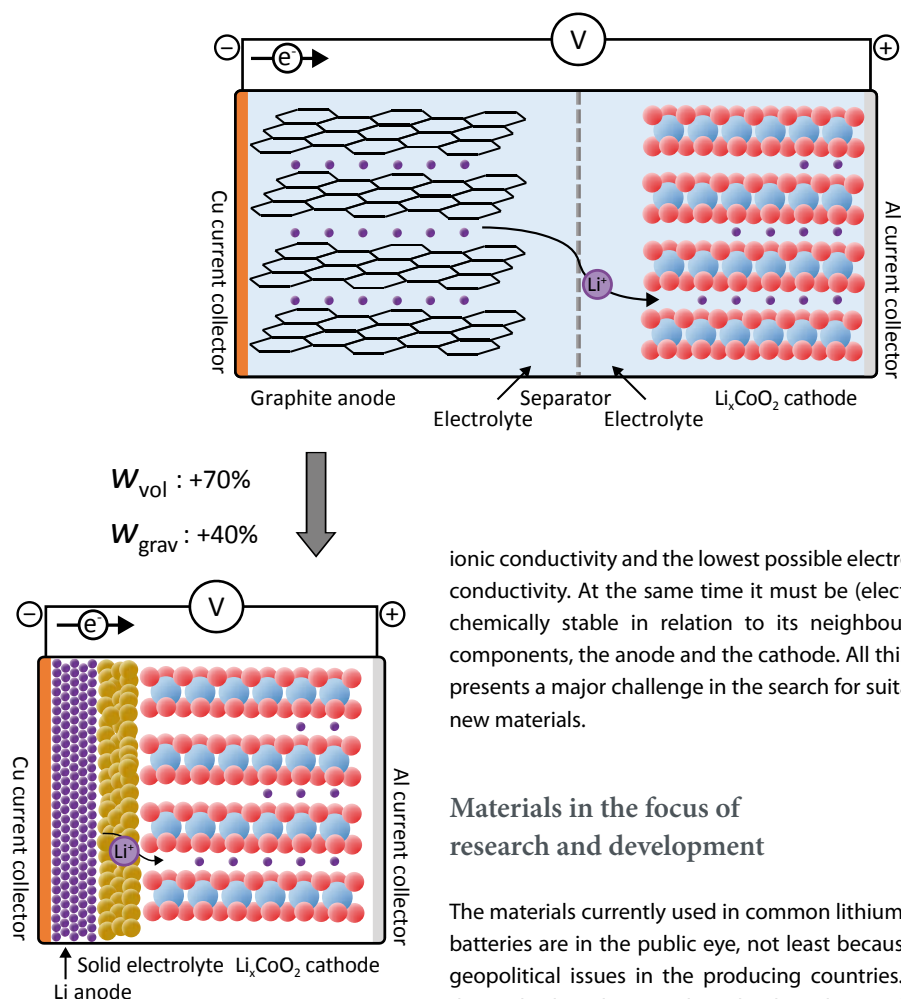 − V +
e⁻
Cu current collector
Al current collector
Li⁺
Graphite anode Separator LiₓCoO₂ cathode
Electrolyte Electrolyte
w_vol : +70%
w_grav : +40%
− V +
e⁻
Cu current collector
Al current collector
Li⁺
Solid electrolyte LiₓCoO₂ cathode
Li anode
ionic conductivity and the lowest possible electro
conductivity. At the same time it must be (elect
chemically stable in relation to its neighbou
components, the anode and the cathode. All thi
presents a major challenge in the search for suita
new materials.
Materials in the focus of
research and development
The materials currently used in common lithium
batteries are in the public eye, not least becaus
geopolitical issues in the producing countries.